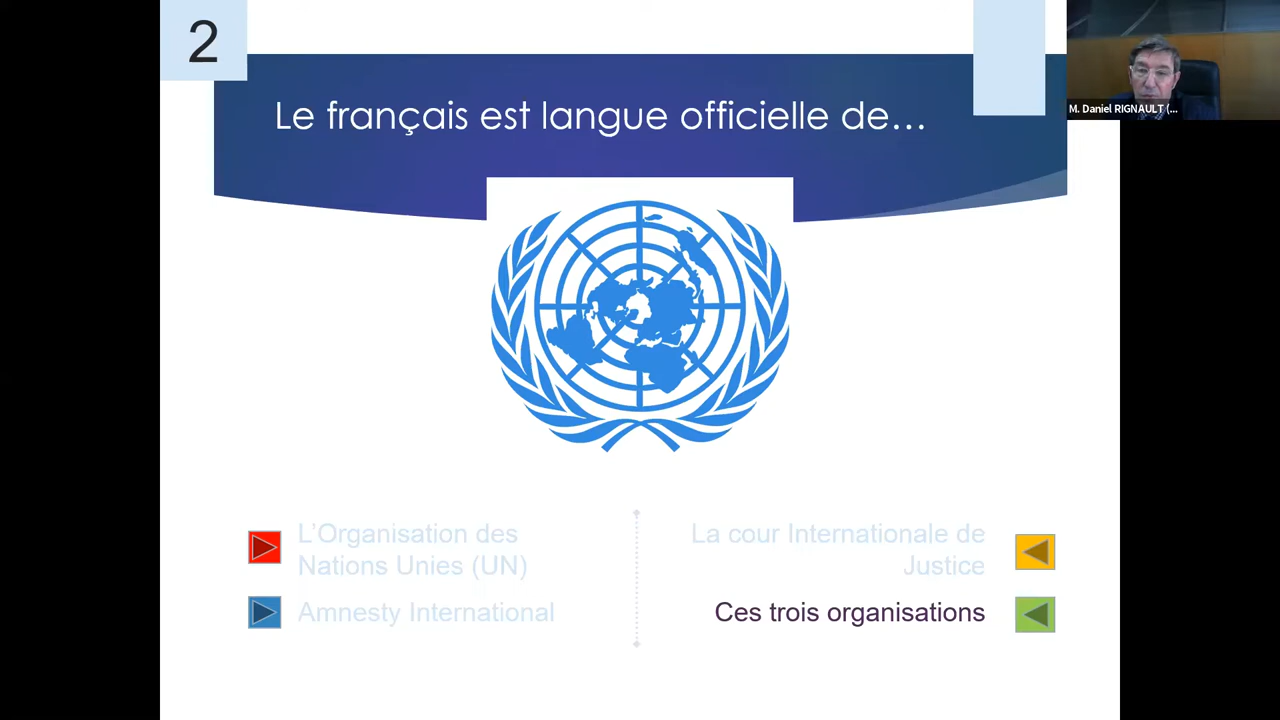 2
Le français est langue officielle de...
M. Daniel RIGNAULT (...
L'Organisation des
Nations Unies (UN)
Amnesty International
La cour Internationale de
Justice
Ces trois organisations